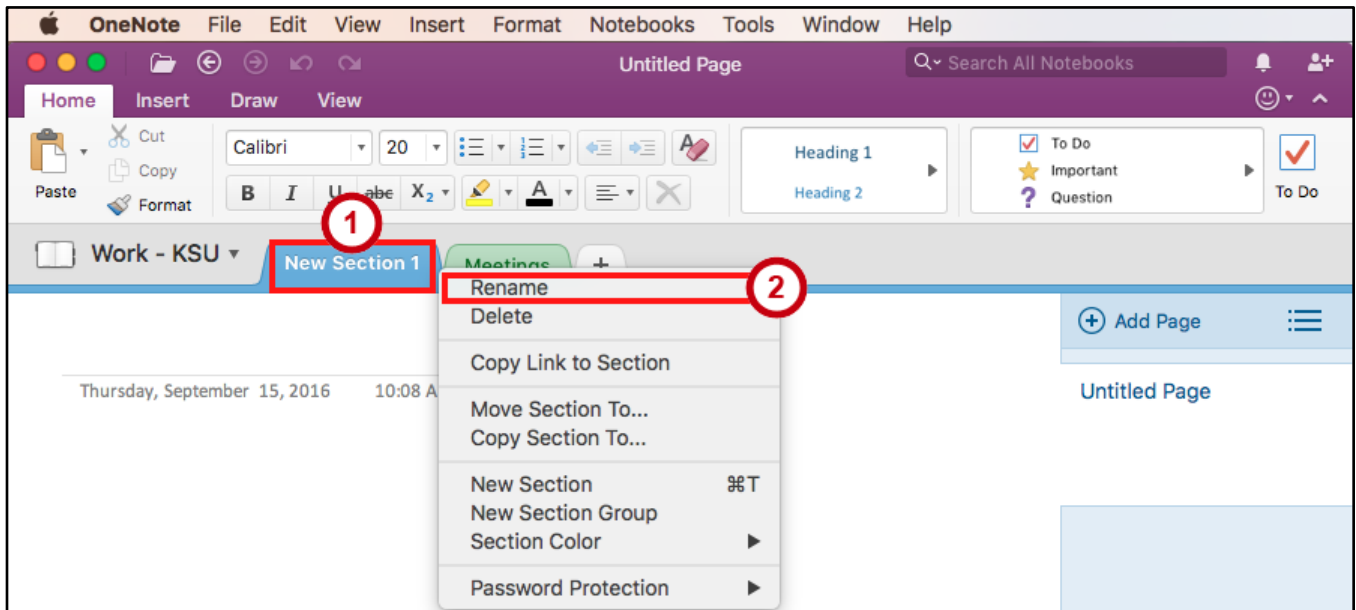 OneNote File Edit View Insert Format Notebooks Tools Window Help
Untitled Page Search All Notebooks
Home Insert Draw View
Paste
Cut
Copy
Format
Calibri 20
B I U abc X2 A
Heading 1
Heading 2
To Do
Important
? Question
To Do
1
Work - KSU New Section 1 Meetings +
Rename 2
Delete
Copy Link to Section
Move Section To...
Copy Section To...
New Section ⌘T
New Section Group
Section Color
Password Protection
Thursday, September 15, 2016 10:08 A
Add Page
Untitled Page